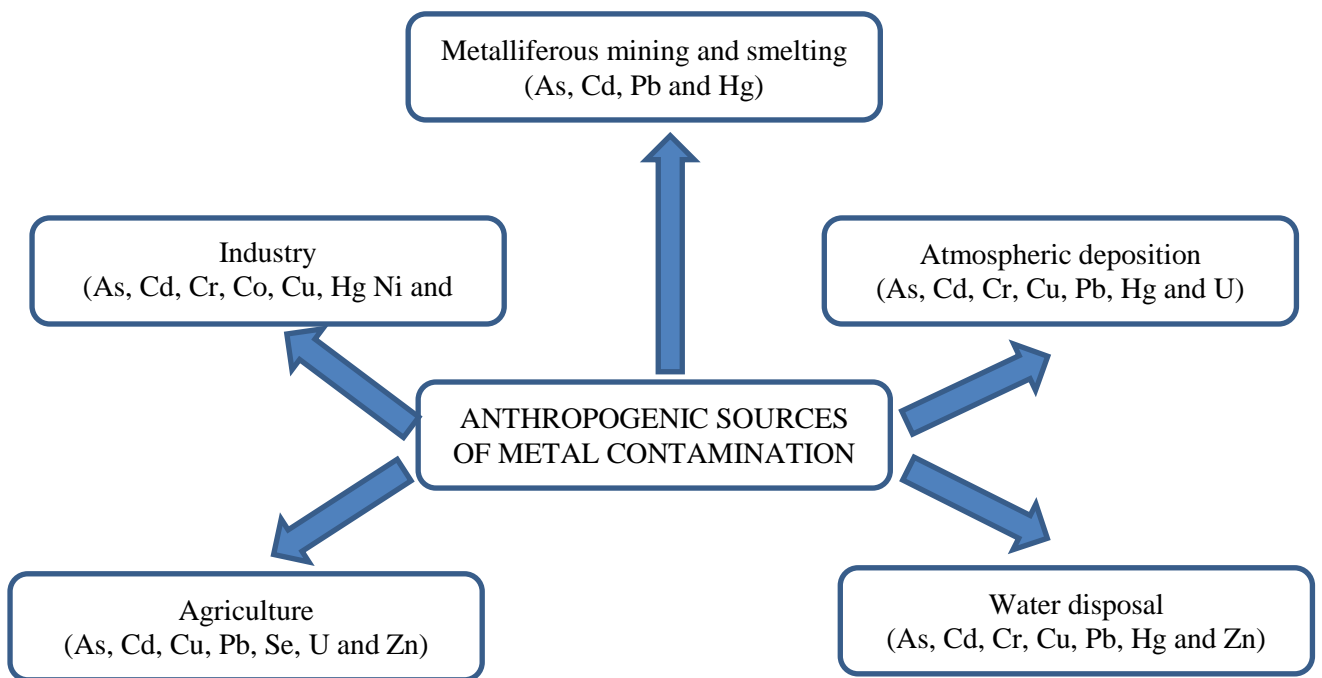 Metalliferous mining and smelting
(As, Cd, Pb and Hg)
Industry
(As, Cd, Cr, Co, Cu, Hg Ni and
Atmospheric deposition
(As, Cd, Cr, Cu, Pb, Hg and U)
ANTHROPOGENIC SOURCES
OF METAL CONTAMINATION
Agriculture
(As, Cd, Cu, Pb, Se, U and Zn)
Water disposal
(As, Cd, Cr, Cu, Pb, Hg and Zn)